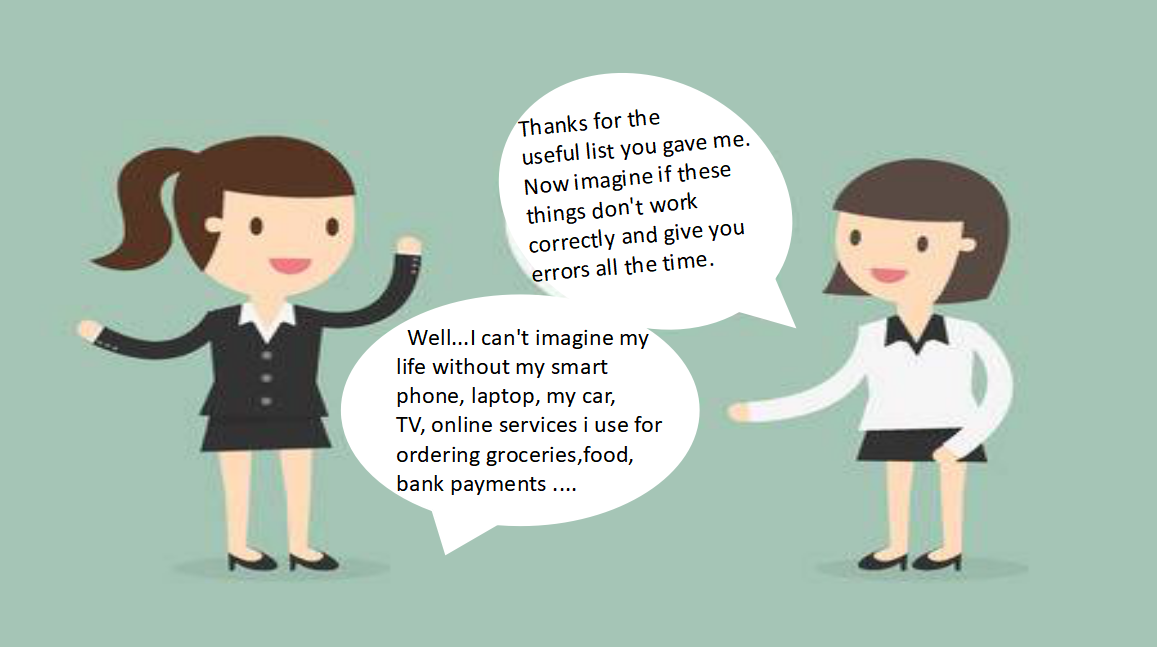 Thanks for the
useful list you gave me.
Now imagine if these
things don't work
correctly and give you
errors all the time.
Well...I can't imagine my
life without my smart
phone, laptop, my car,
TV, online services i use for
ordering groceries,food,
bank payments ....